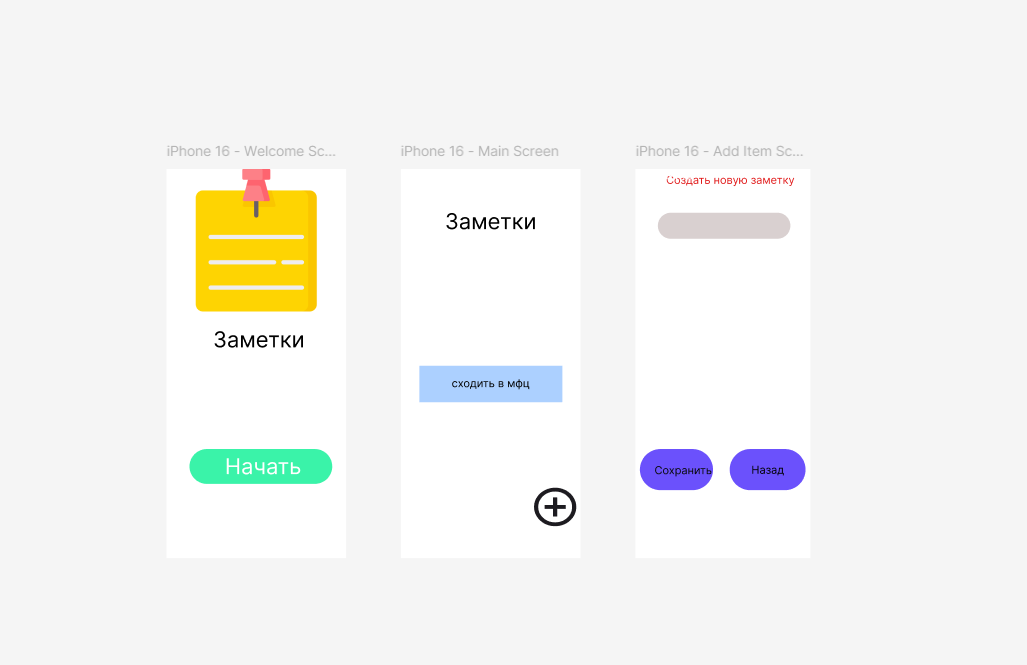 iPhone 16 - Welcome Sc...
iPhone 16 - Main Screen
iPhone 16 - Add Item Sc...
Создать новую заметку
Заметки
Заметки
сходить в мфц
Начать
Сохранить
Назад